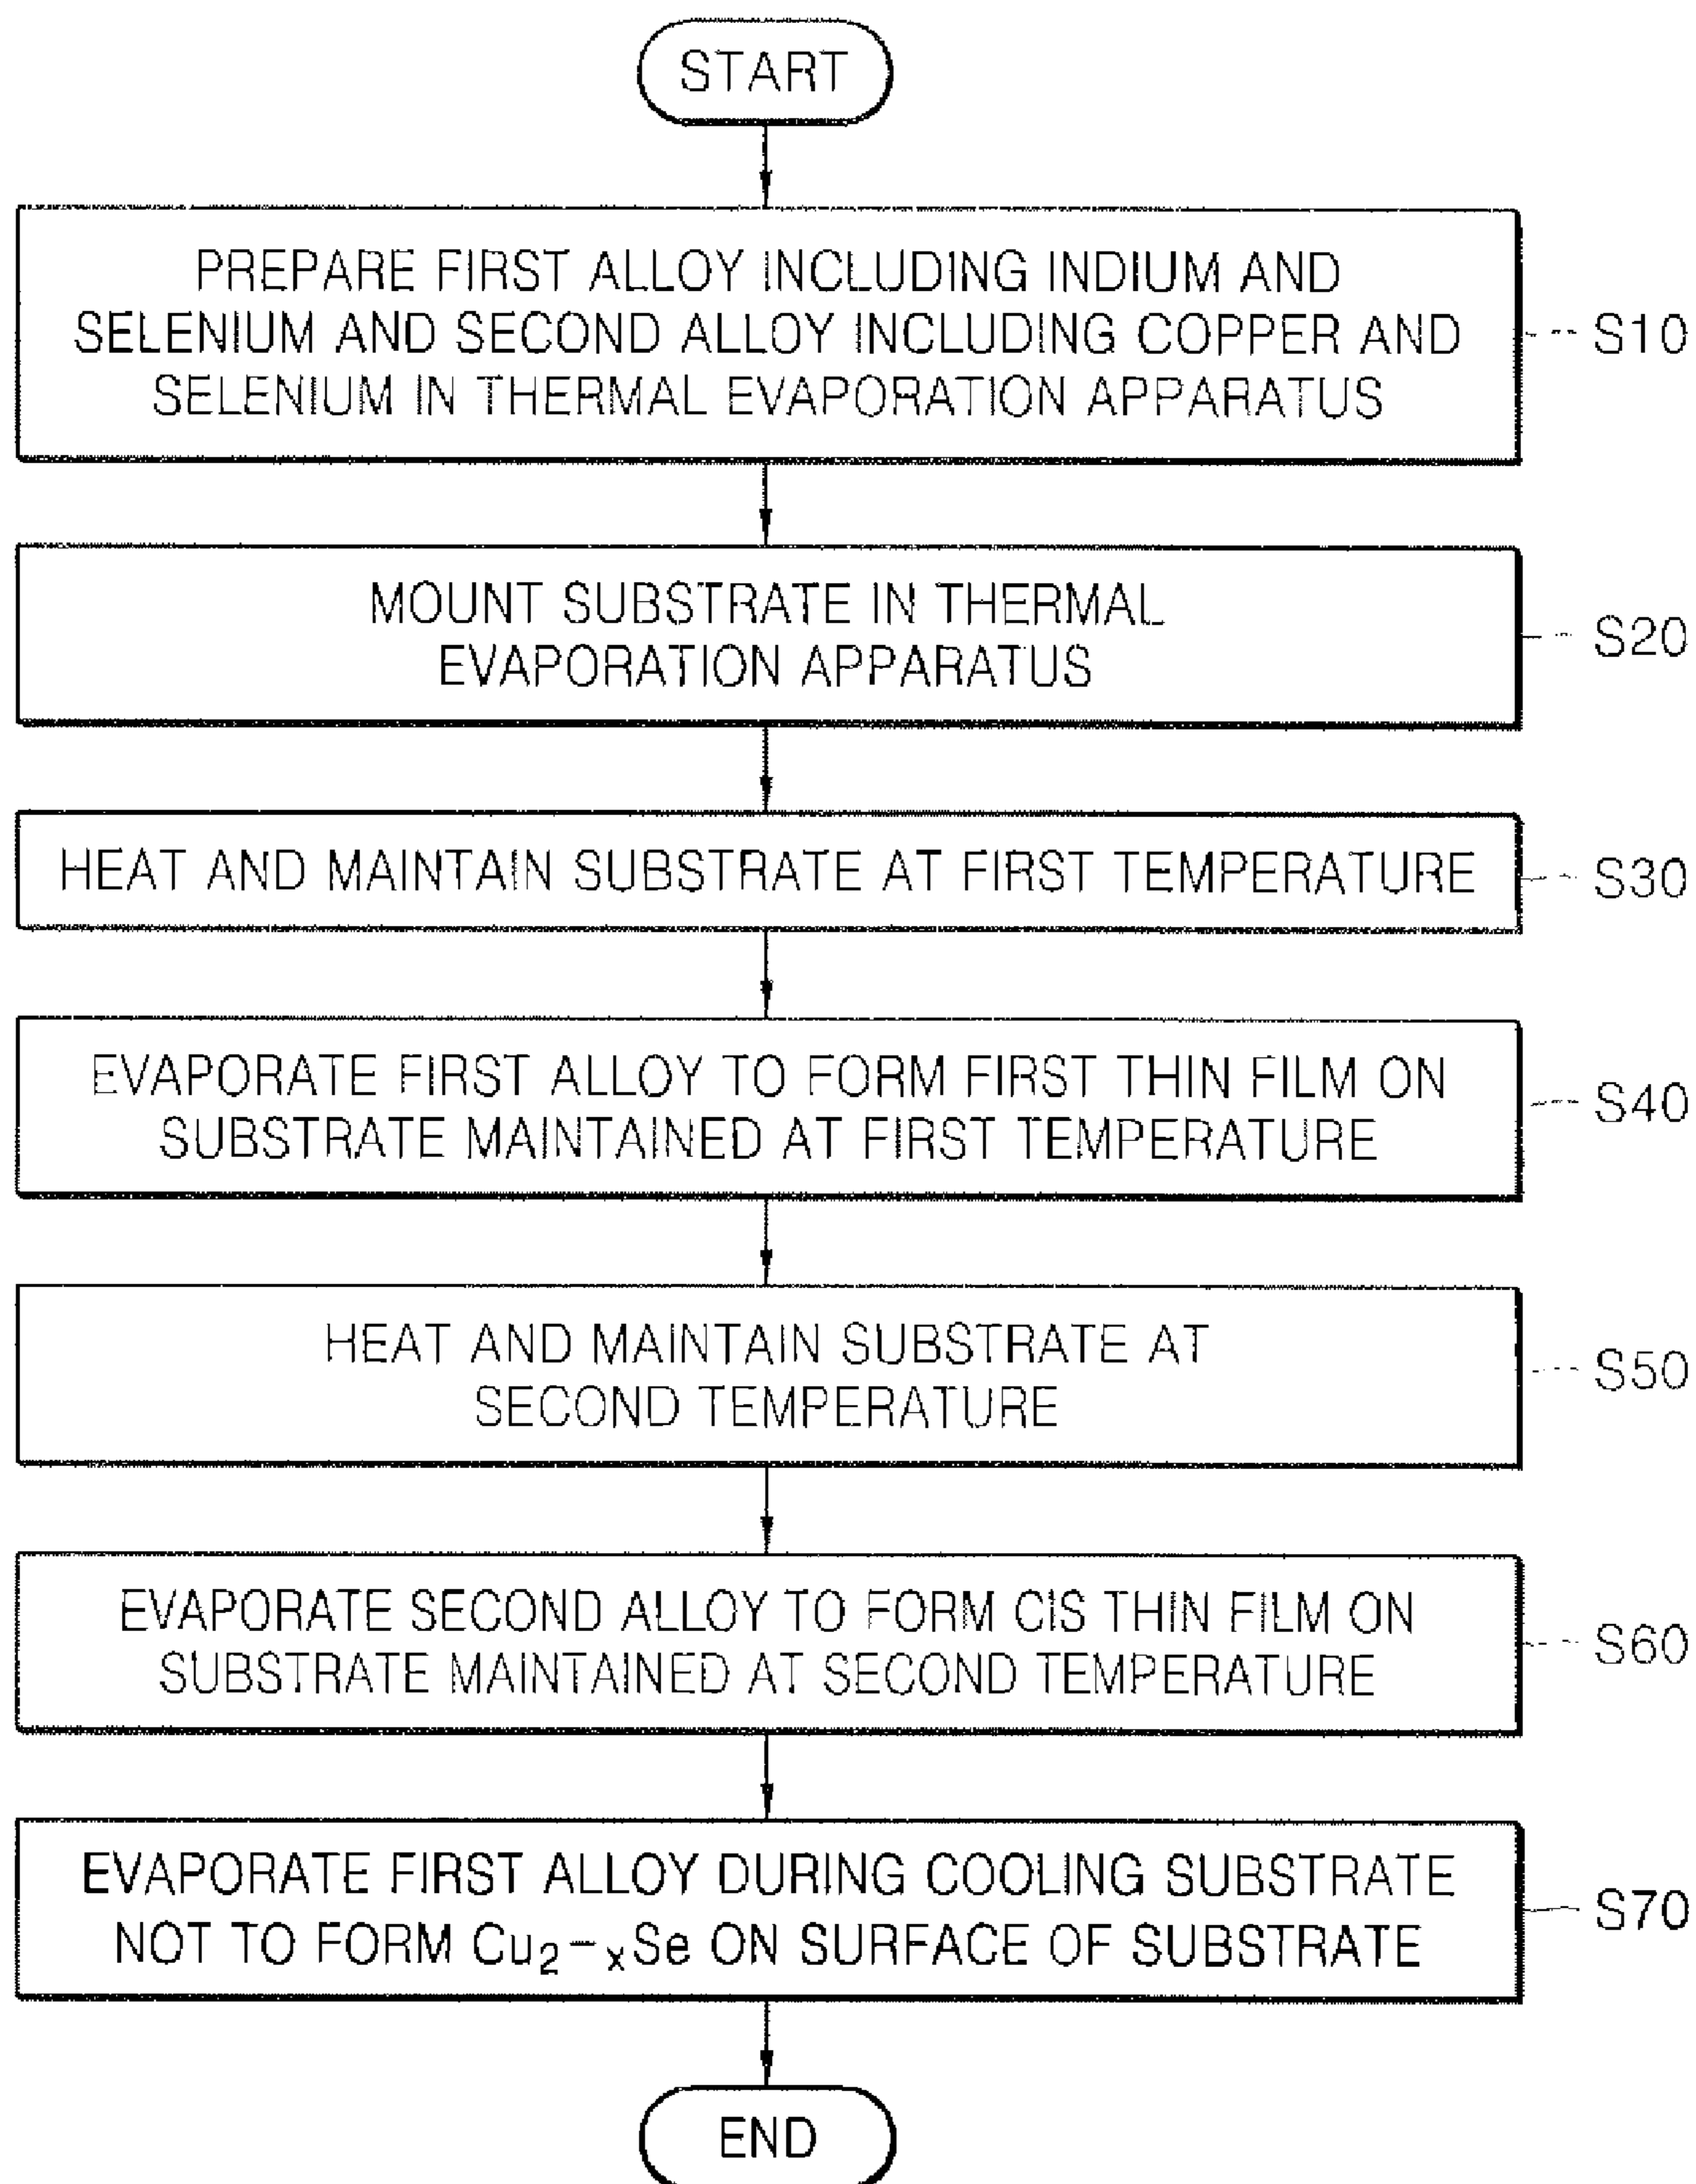 START
PREPARE FIRST ALLOY INCLUDING INDIUM AND
SELENIUM AND SECOND ALLOY INCLUDING COPPER AND
SELENIUM IN THERMAL EVAPORATION APPARATUS
S10
MOUNT SUBSTRATE IN THERMAL
EVAPORATION APPARATUS
S20
HEAT AND MAINTAIN SUBSTRATE AT FIRST TEMPERATURE
S30
EVAPORATE FIRST ALLOY TO FORM FIRST THIN FILM ON
SUBSTRATE MAINTAINED AT FIRST TEMPERATURE
S40
HEAT AND MAINTAIN SUBSTRATE AT
SECOND TEMPERATURE
S50
EVAPORATE SECOND ALLOY TO FORM CIS THIN FILM ON
SUBSTRATE MAINTAINED AT SECOND TEMPERATURE
S60
EVAPORATE FIRST ALLOY DURING COOLING SUBSTRATE
NOT TO FORM Cu₂-ₓSe ON SURFACE OF SUBSTRATE
S70
END